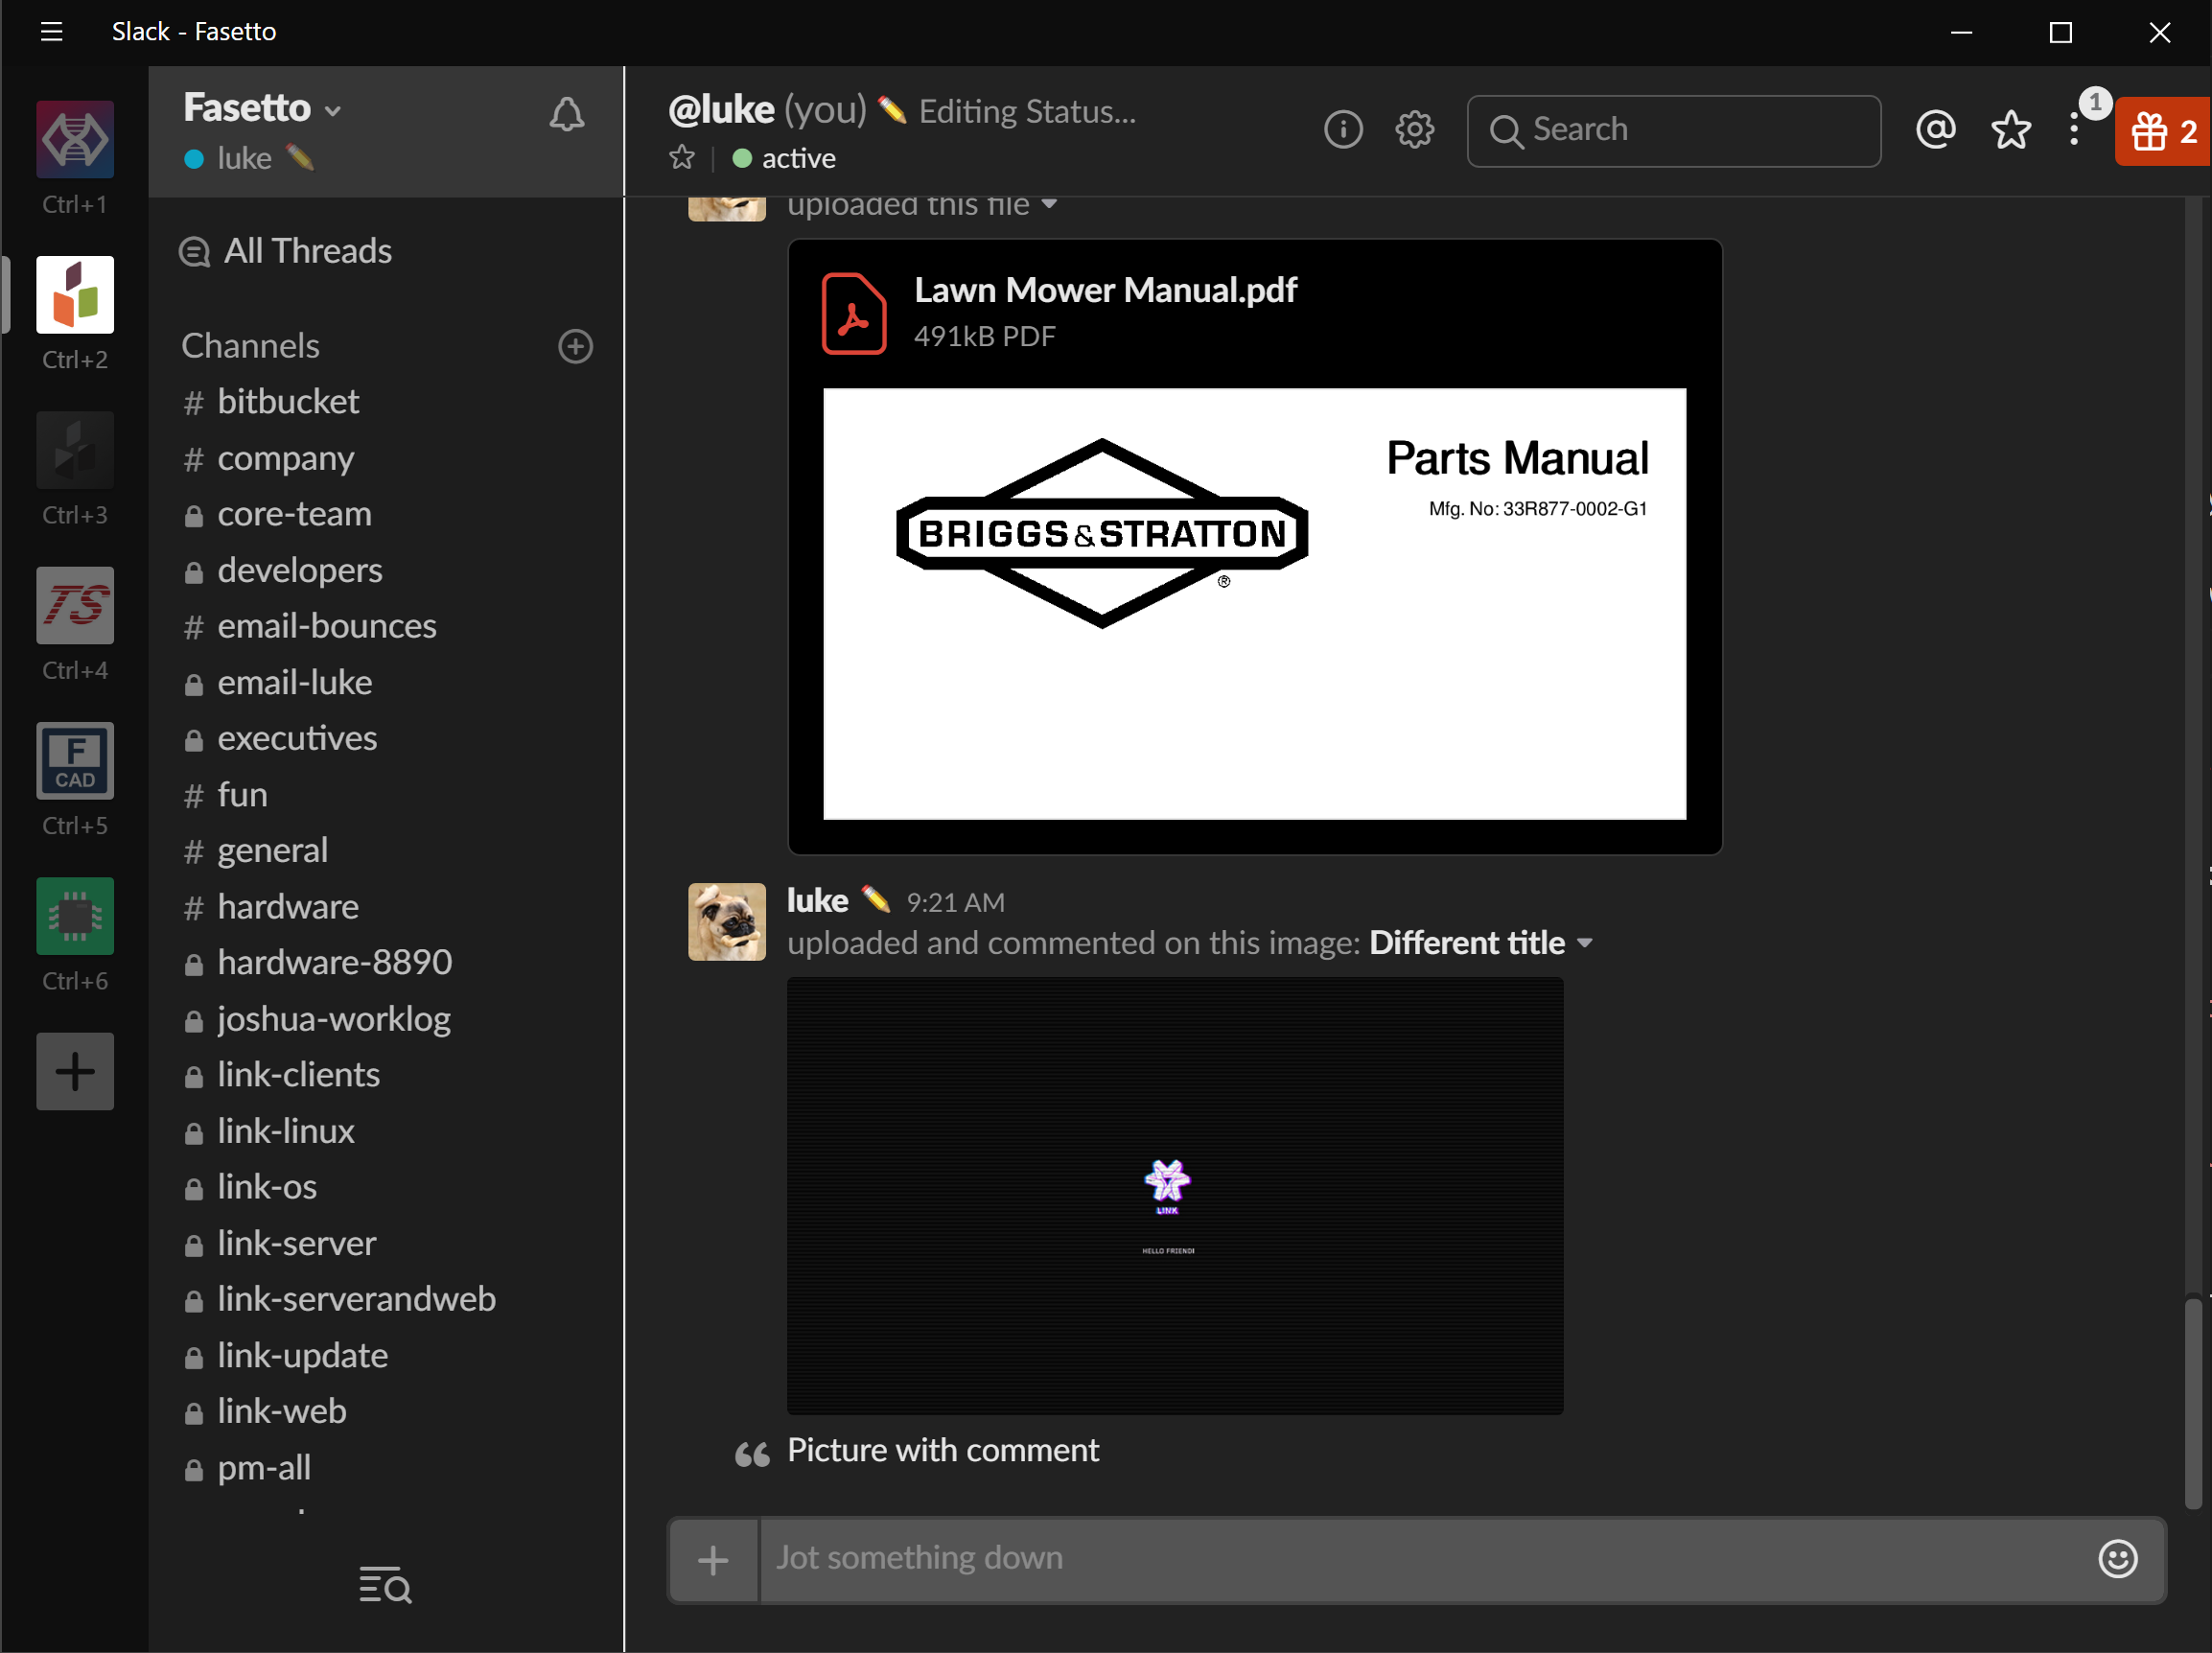 Slack - Fasetto
Ctrl+1
Ctrl+2
Ctrl+3
TS
Ctrl+4
F
CAD
Ctrl+5
Ctrl+6
Fasetto
luke
All Threads
Channels
# bitbucket
# company
core-team
developers
# email-bounces
email-luke
executives
# fun
# general
# hardware
hardware-8890
joshua-worklog
link-clients
link-linux
link-os
link-server
link-serverandweb
link-update
link-web
pm-all
@luke (you) Editing Status...
active
Search
1
2
uploaded this file
Lawn Mower Manual.pdf
491kB PDF
BRIGGS&STRATTON
®
Parts Manual
Mfg. No: 33R877-0002-G1
luke 9:21 AM
uploaded and commented on this image: Different title
LINK
HELLO FRIEND!
Picture with comment
Jot something down